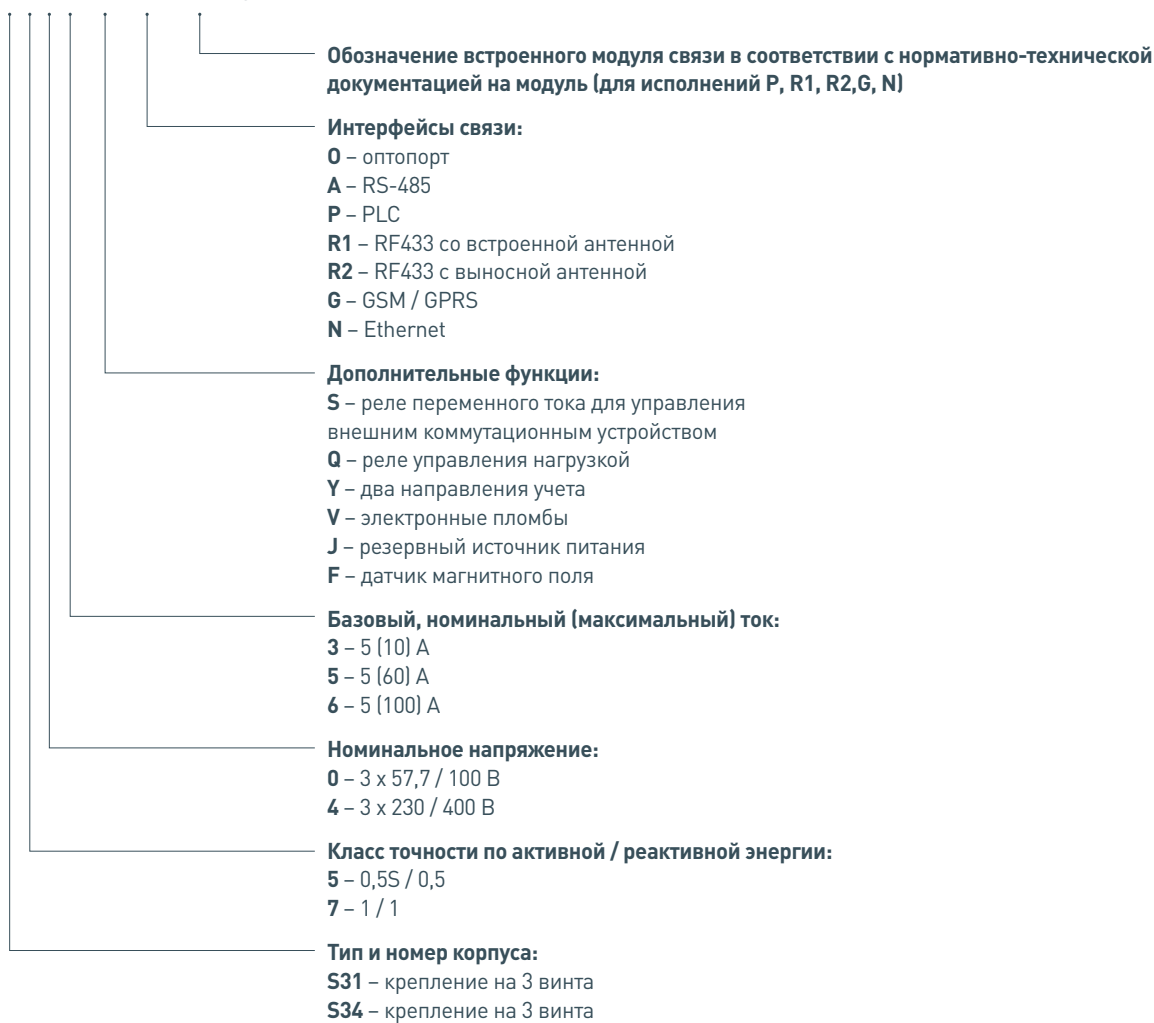 Обозначение встроенного модуля связи в соответствии с нормативно-технической
документацией на модуль (для исполнений P, R1, R2,G, N)
Интерфейсы связи:
O – оптопорт
A – RS-485
P – PLC
R1 – RF433 со встроенной антенной
R2 – RF433 с выносной антенной
G – GSM / GPRS
N – Ethernet
Дополнительные функции:
S – реле переменного тока для управления
внешним коммутационным устройством
Q – реле управления нагрузкой
Y – два направления учета
V – электронные пломбы
J – резервный источник питания
F – датчик магнитного поля
Базовый, номинальный (максимальный) ток:
3 – 5 (10) А
5 – 5 (60) А
6 – 5 (100) А
Номинальное напряжение:
0 – 3 x 57,7 / 100 В
4 – 3 x 230 / 400 В
Класс точности по активной / реактивной энергии:
5 – 0,5S / 0,5
7 – 1 / 1
Тип и номер корпуса:
S31 – крепление на 3 винта
S34 – крепление на 3 винта